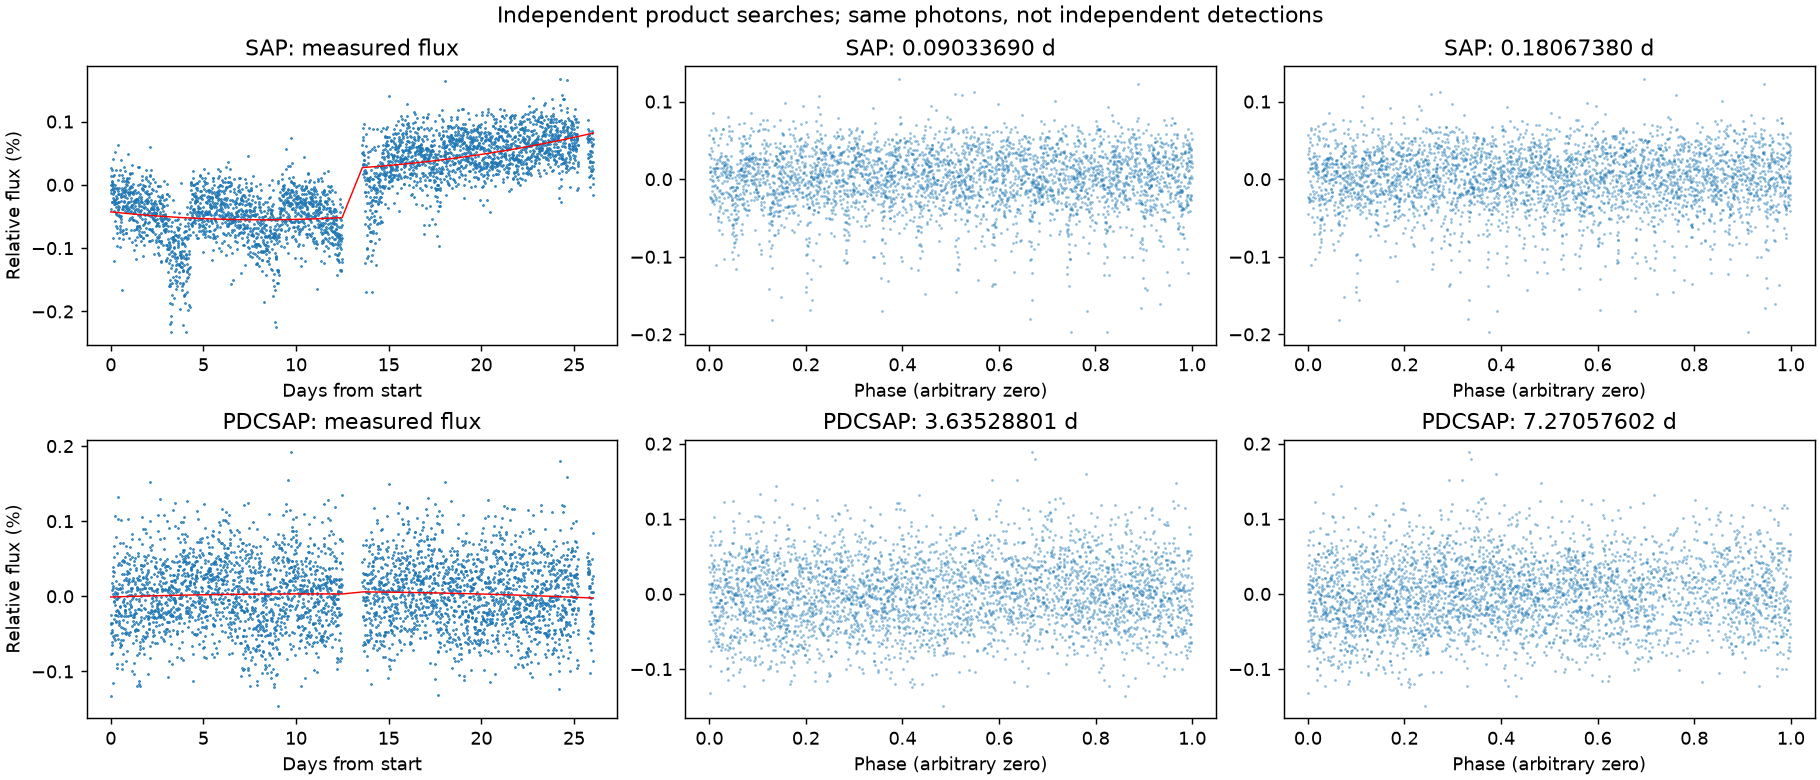 Independent product searches; same photons, not independent detections
SAP: measured flux
SAP: 0.09033690 d
SAP: 0.18067380 d
Relative flux (%)
0.1
0.0
−0.1
−0.2
0 5 10 15 20 25
Days from start
0.1
0.0
−0.1
−0.2
0.0 0.2 0.4 0.6 0.8 1.0
Phase (arbitrary zero)
0.1
0.0
−0.1
−0.2
0.0 0.2 0.4 0.6 0.8 1.0
Phase (arbitrary zero)
PDCSAP: measured flux
PDCSAP: 3.63528801 d
PDCSAP: 7.27057602 d
Relative flux (%)
0.2
0.1
0.0
−0.1
0 5 10 15 20 25
Days from start
0.2
0.1
0.0
−0.1
0.0 0.2 0.4 0.6 0.8 1.0
Phase (arbitrary zero)
0.2
0.1
0.0
−0.1
0.0 0.2 0.4 0.6 0.8 1.0
Phase (arbitrary zero)